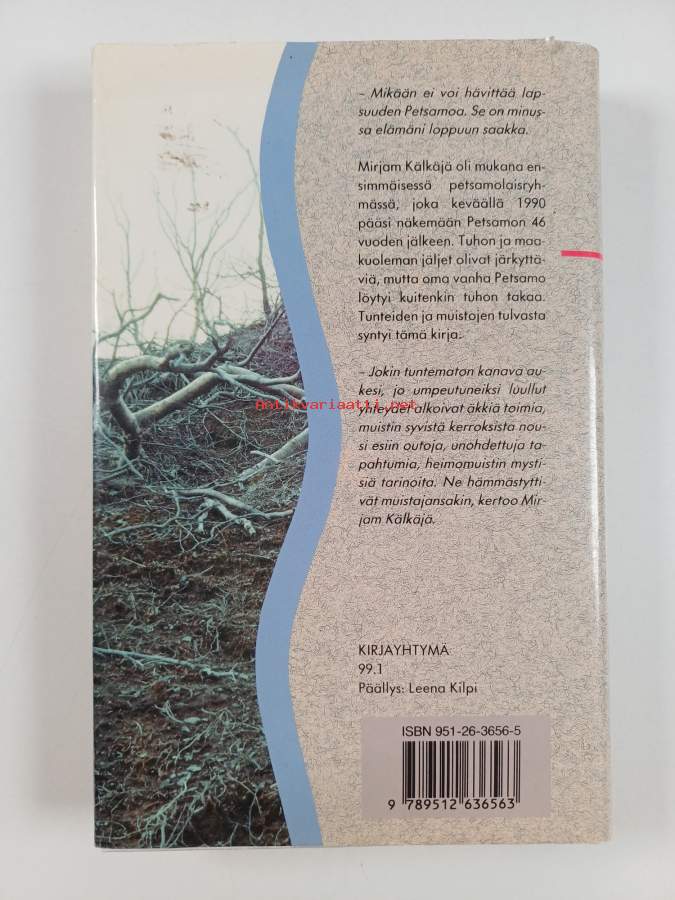 – Mikään ei voi hävittää lap-
suuden Petsamoa. Se on minus-
sa elämäni loppuun saakka.
Mirjam Kälkäjä oli mukana en-
simmäisessä petsamolaisryh-
mässä, joka keväällä 1990
pääsi näkemään Petsamon 46
vuoden jälkeen. Tuhon ja maa-
kuoleman jäljet olivat järkyttä-
viä, mutta oma vanha Petsamo
löytyi kuitenkin tuhon takaa.
Tunteiden ja muistojen tulvasta
syntyi tämä kirja.
– Jokin tuntematon kanava au-
kesi, jo umpeutuneiksi luullut
Antikvariaatti.net
yhteydet alkoivat äkkiä toimia,
muistin syvistä kerroksista nou-
si esiin outoja, unohdettuja ta-
pahtumia, heimomuistin mysti-
siä tarinoita. Ne hämmästytti-
vät muistajansakin, kertoo Mir-
jam Kälkäjä.
KIRJAYHTYMÄ
99.1
Päällys: Leena Kilpi
ISBN 951-26-3656-5
9 789512 636563